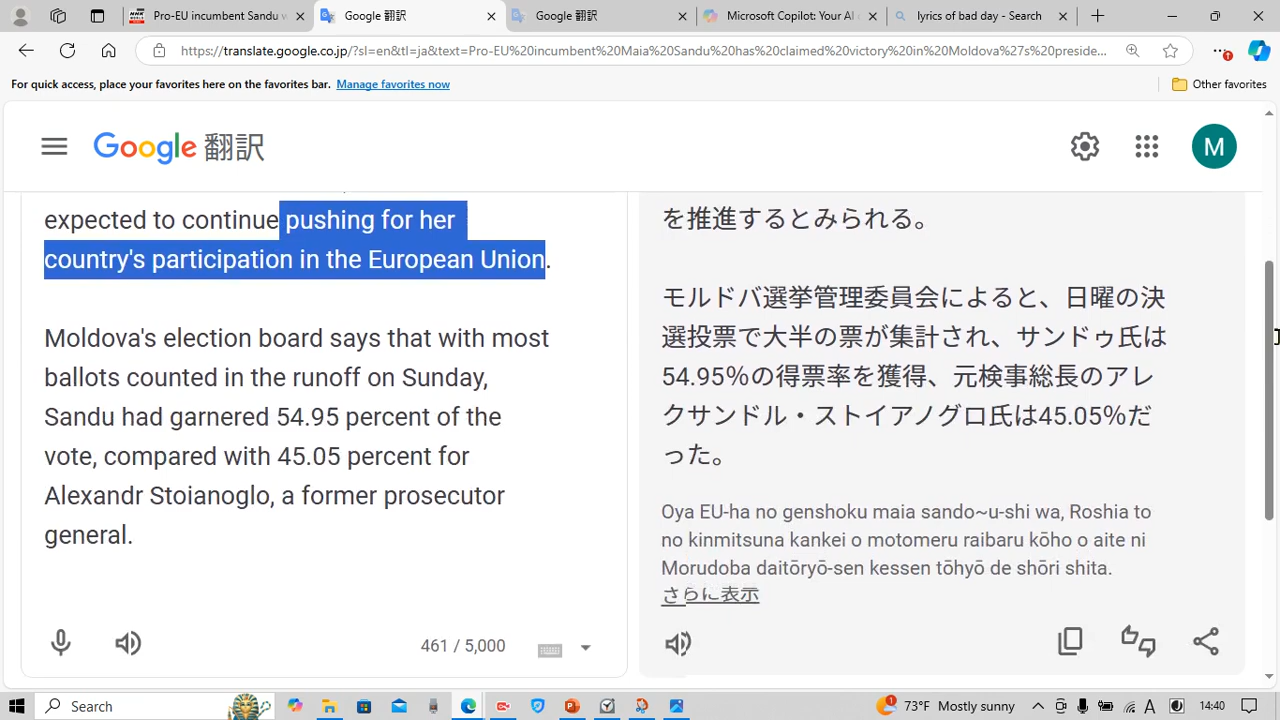 Pro-EU incumbent Sandu w
Google 翻訳
Google 翻訳
Microsoft Copilot: Your AI
lyrics of bad day - Search
https://translate.google.co.jp/?sl=en&tl=ja&text=Pro-EU%20incumbent%20Maia%20Sandu%20has%20claimed%20victory%20in%20Moldova%27s%20preside...
For quick access, place your favorites here on the favorites bar. Manage favorites now
Other favorites
Google 翻訳
M
expected to continue pushing for her
country's participation in the European Union.
Moldova's election board says that with most
ballots counted in the runoff on Sunday,
Sandu had garnered 54.95 percent of the
vote, compared with 45.05 percent for
Alexandr Stoianoglo, a former prosecutor
general.
461 / 5,000
を推進するとみられる。
モルドバ選挙管理委員会によると、日曜の決
選投票で大半の票が集計され、サンドゥ氏は
54.95%の得票率を獲得、元検事総長のアレ
クサンドル・ストイアノグロ氏は45.05%だ
った。
Oya EU-ha no genshoku maia sando~u-shi wa, Roshia to
no kinmitsuna kankei o motomeru raibaru kōho o aite ni
Morudoba daitōryō-sen kessen tōhyō de shōri shita.
さらに表示
Search
73°F Mostly sunny
A
14:40